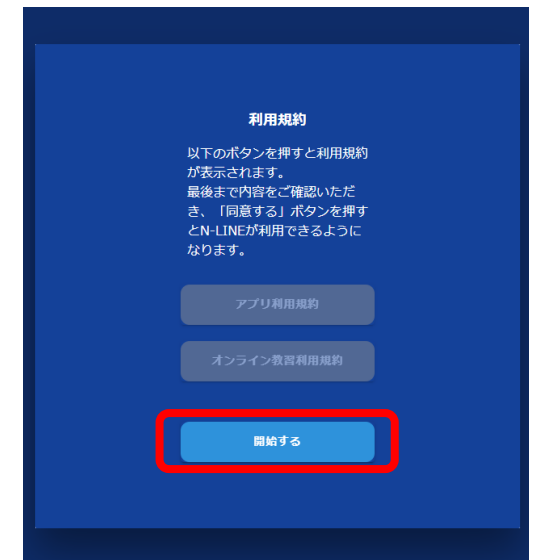 利用規約
以下のボタンを押すと利用規約
が表示されます。
最後まで内容をご確認いただ
き、「同意する」ボタンを押す
とN-LINEが利用できるように
なります。
アプリ利用規約
オンライン教習利用規約
開始する